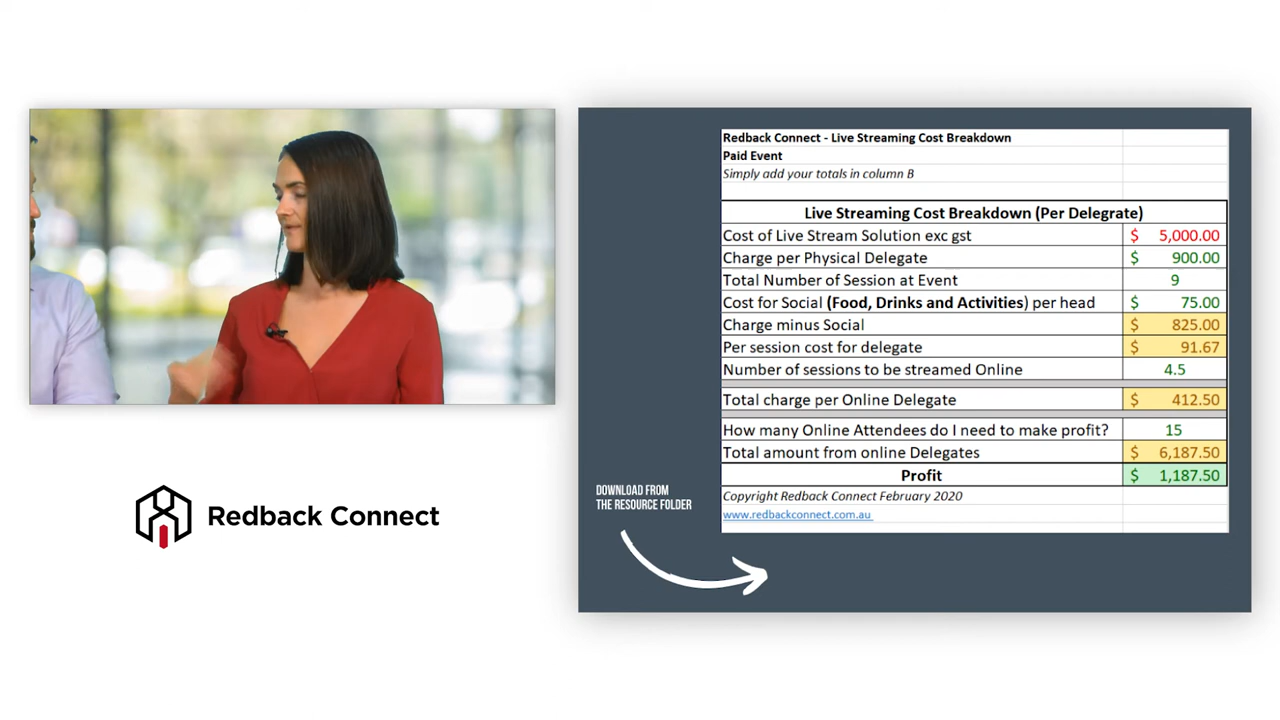 Redback Connect - Live Streaming Cost Breakdown
Paid Event
Simply add your totals in column B
Live Streaming Cost Breakdown (Per Delegrate)
Cost of Live Stream Solution exc gst $ 5,000.00
Charge per Physical Delegate $ 900.00
Total Number of Session at Event 9
Cost for Social (Food, Drinks and Activities) per head $ 75.00
Charge minus Social $ 825.00
Per session cost for delegate $ 91.67
Number of sessions to be streamed Online 4.5
Total charge per Online Delegate $ 412.50
How many Online Attendees do I need to make profit? 15
Total amount from online Delegates $ 6,187.50
Profit $ 1,187.50
Copyright Redback Connect February 2020
www.redbackconnect.com.au
DOWNLOAD FROM
THE RESOURCE FOLDER
Redback Connect